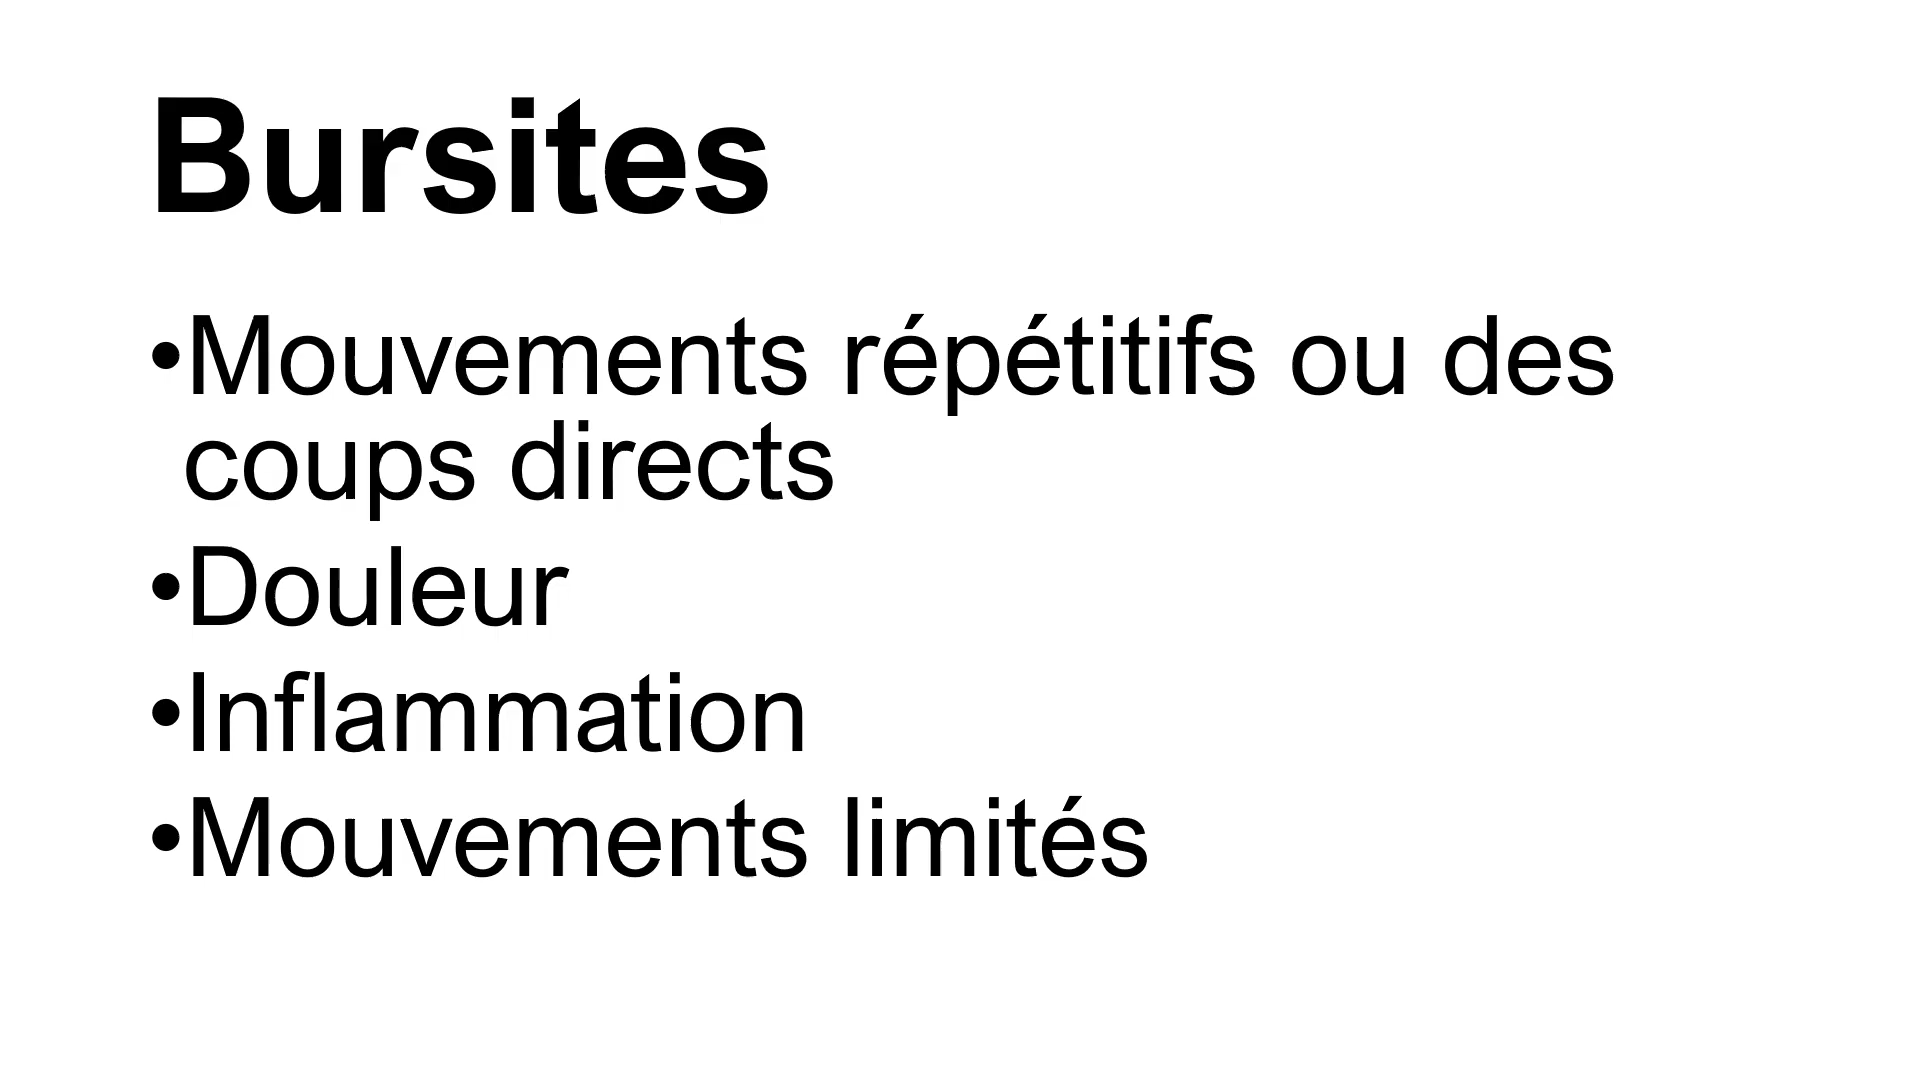 Bursites
•Mouvements répétitifs ou des
coups directs
•Douleur
•Inflammation
•Mouvements limités